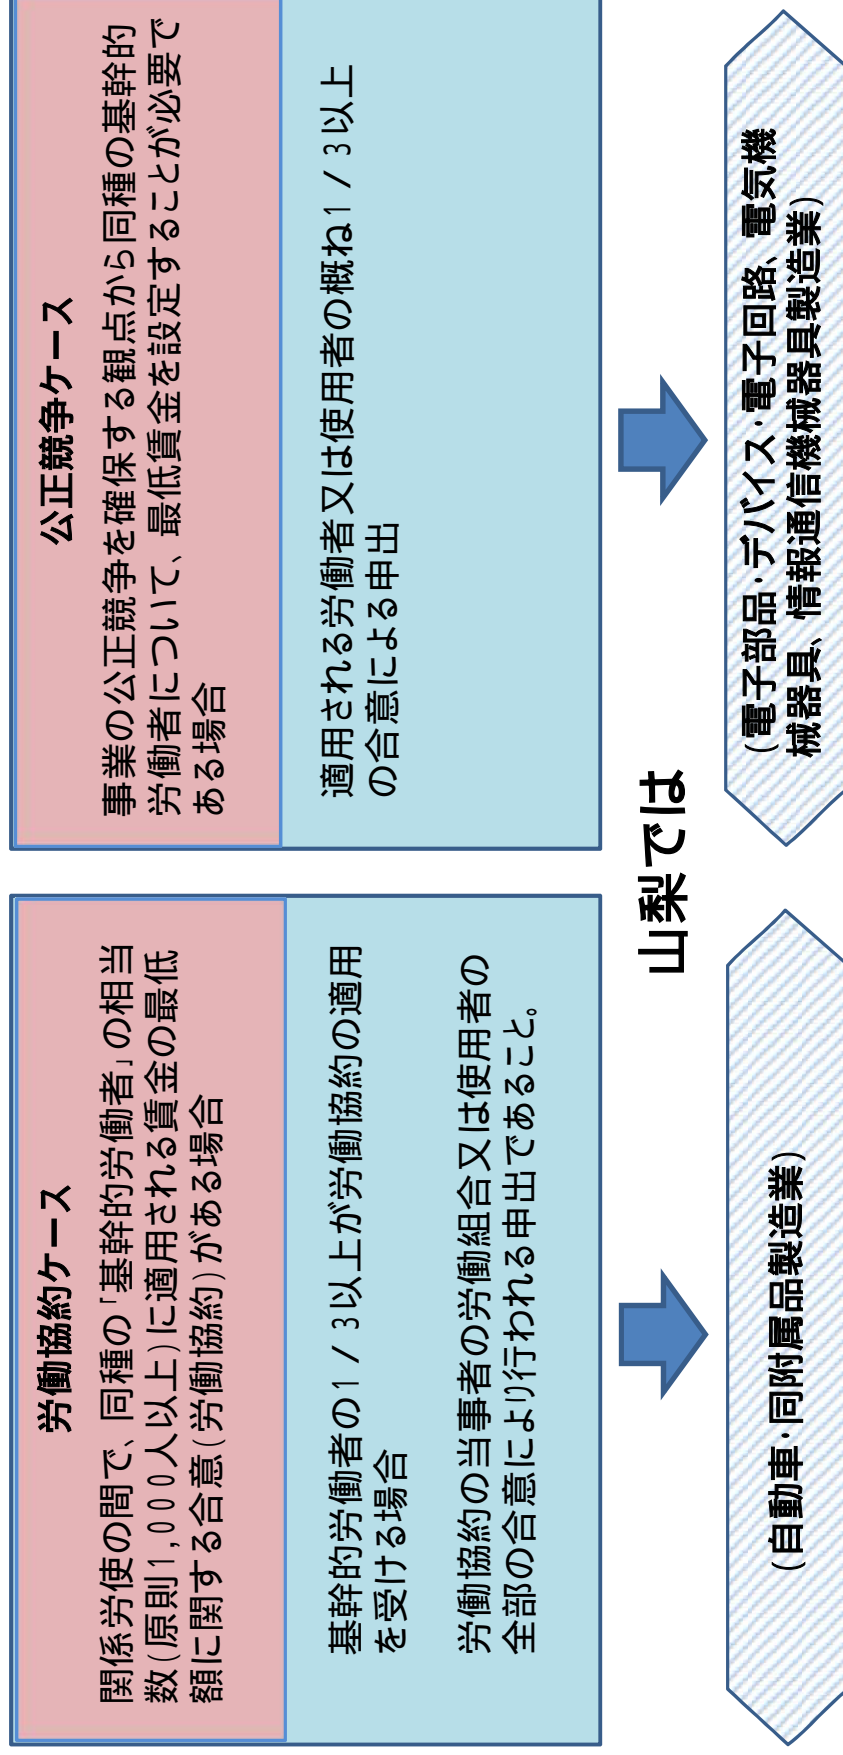 労働協約ケース
関係労使の間で、同種の「基幹的労働者」の相当
数(原則1,000人以上)に適用される賃金の最低
額に関する合意(労働協約)がある場合
基幹的労働者の1/3以上が労働協約の適用
を受ける場合
労働協約の当事者の労働組合又は使用者の
全部の合意により行われる申出であること。
公正競争ケース
事業の公正競争を確保する観点から同種の基幹的
労働者について、最低賃金を設定することが必要で
ある場合
適用される労働者又は使用者の概ね1/3以上
の合意による申出
山梨では
(自動車・同附属品製造業)
(電子部品・デバイス・電子回路、電気機
械器具、情報通信機械器具製造業)